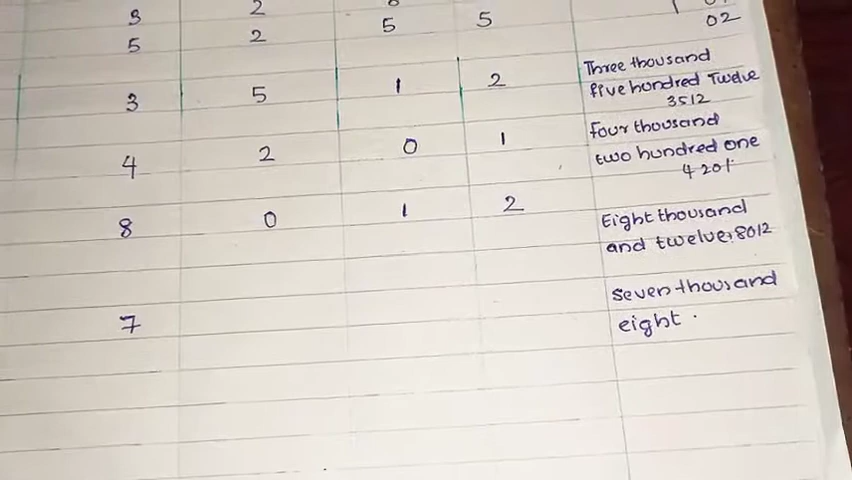 3 2
02
5 2 5 5
Three thousand
3 5 1 2 five hundred Twelve
3512
four thousand
4 2 0 1 two hundred one
4201
8 0 1 2 Eight thousand
and twelve 8012
seven thousand
7 eight.